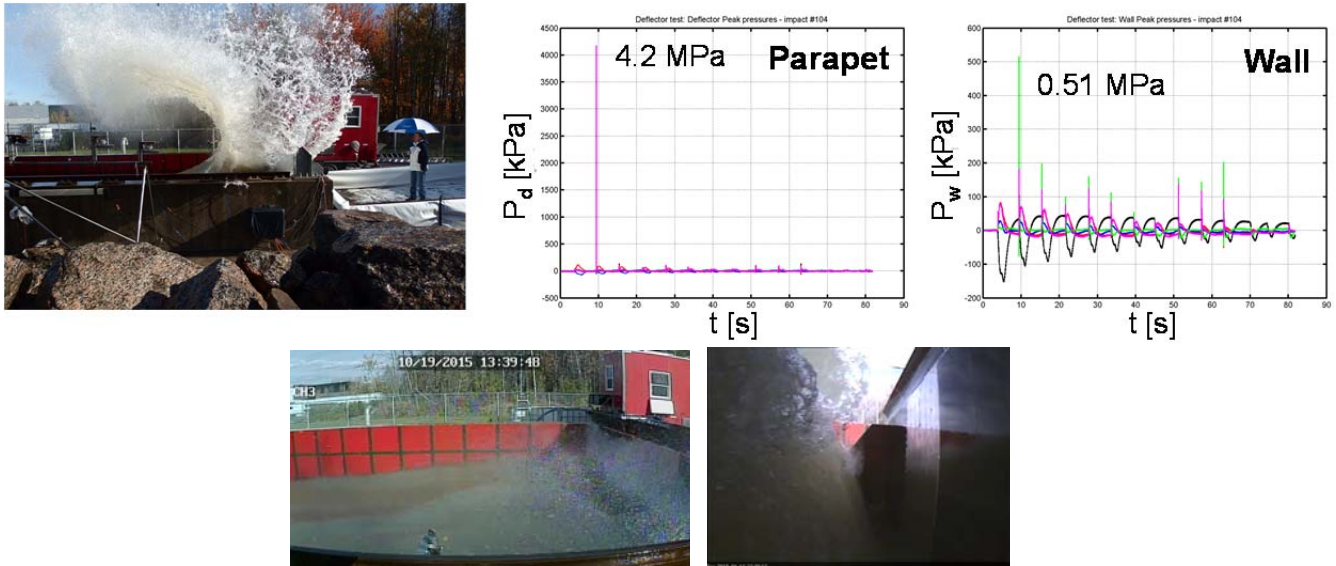 Deflector test: Deflector Peak pressures - impact #104
4500
4000
3500
3000
2500
2000
1500
1000
500
0
-500
4.2 MPa
Parapet
P_d [kPa]
0 10 20 30 40 50 60 70 80 90
t [s]
Deflector test: Wall Peak pressures - impact #104
600
500
400
300
200
100
0
-100
-200
0.51 MPa
Wall
P_w [kPa]
0 10 20 30 40 50 60 70 80 90
t [s]
10/19/2015 13:39:48
CH3